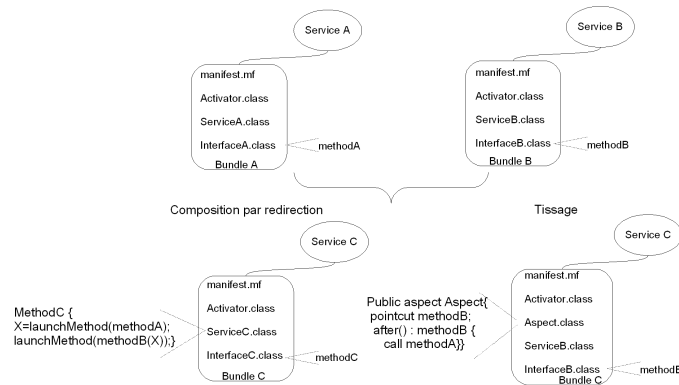 Service A
manifest.mf
Activator.class
ServiceA.class
InterfaceA.class
methodA
Bundle A
Service B
manifest.mf
Activator.class
ServiceB.class
InterfaceB.class
methodB
Bundle B
Composition par redirection
Tissage
Service C
manifest.mf
Activator.class
ServiceC.class
InterfaceC.class
methodC
Bundle C
MethodC {
X=launchMethod(methodA);
launchMethod(methodB(X));}
Service C
manifest.mf
Activator.class
Aspect.class
ServiceB.class
InterfaceB.class
methodB
Bundle C
Public aspect Aspect{
pointcut methodB;
after() : methodB {
call methodA}}